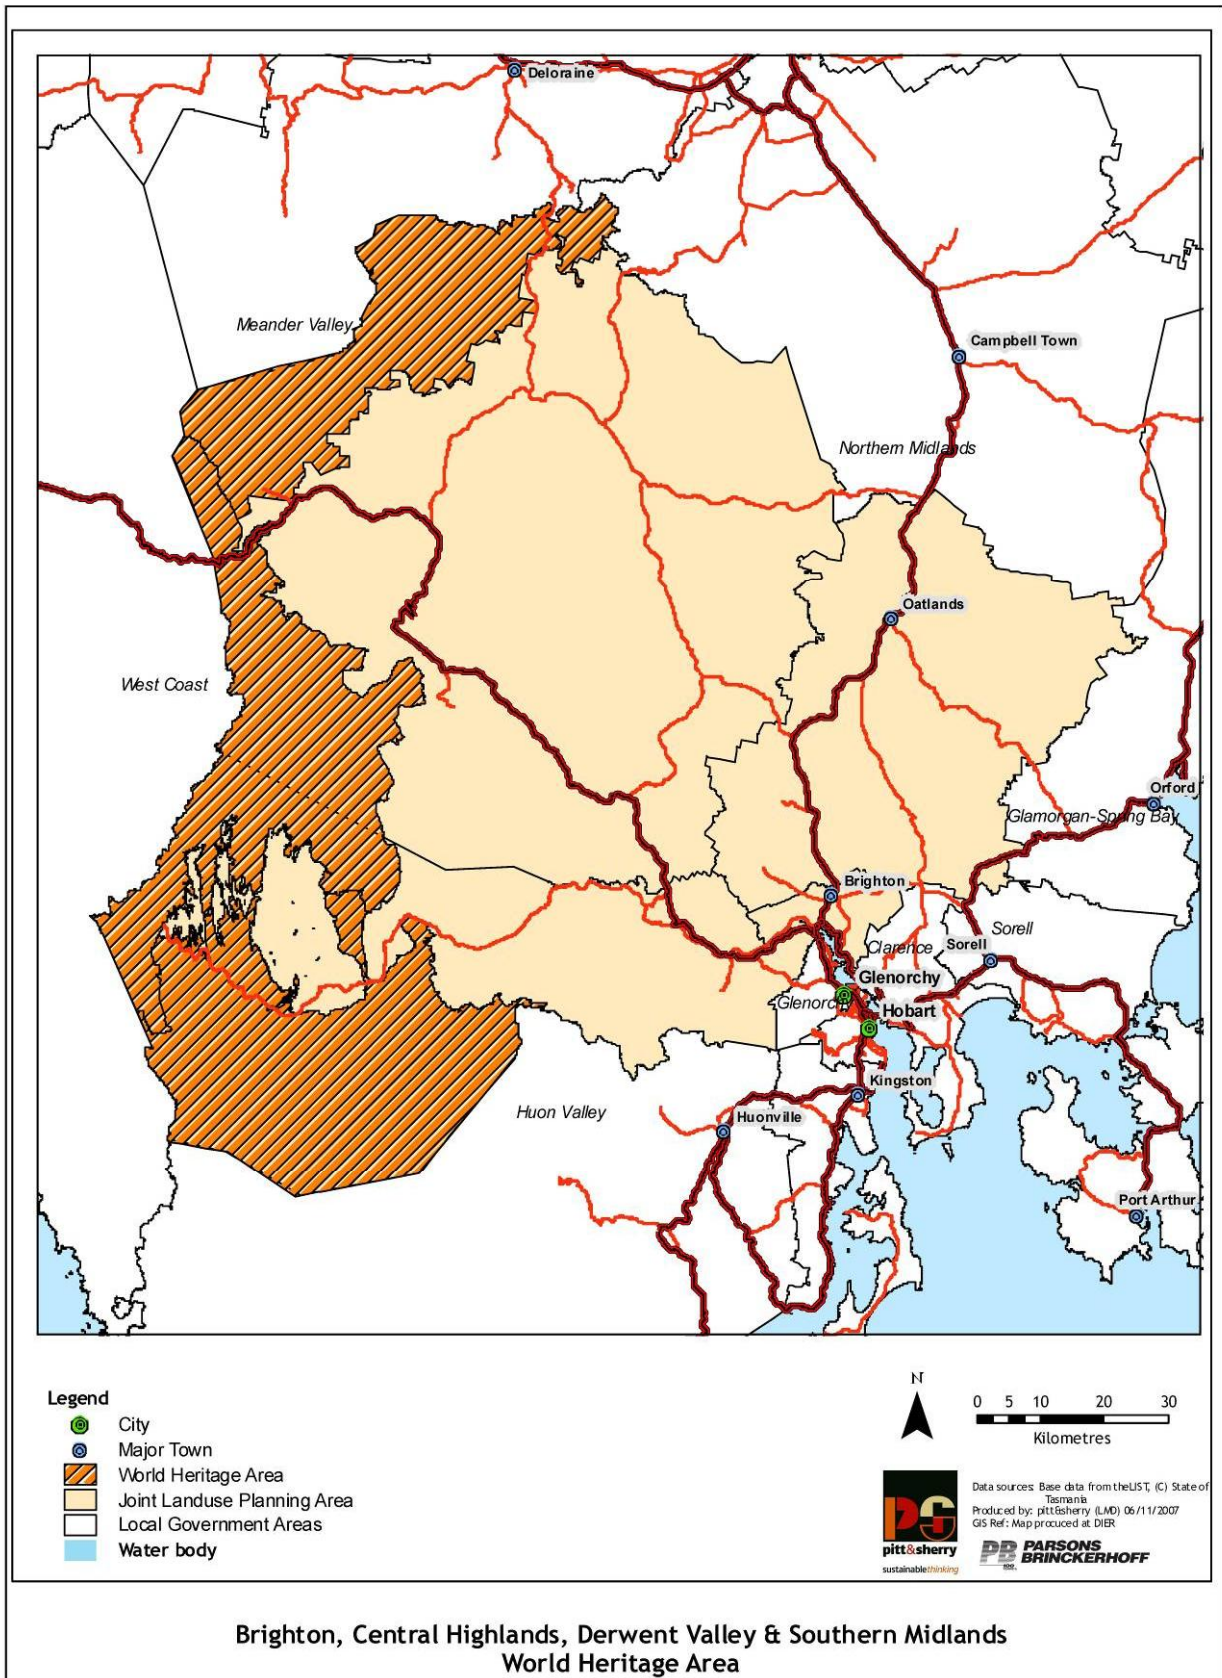 Deloraine
Meander Valley
Campbell Town
Northern Midlands
Oatlands
West Coast
Orford
Glamorgan-Spring Bay
Brighton
Sorell
Clarence
Sorell
Glenorchy
Glenorchy
Hobart
Kingston
Huon Valley
Huonville
Port Arthur
Legend
City
Major Town
World Heritage Area
Joint Landuse Planning Area
Local Government Areas
Water body
N
0 5 10 20 30
Kilometres
PS
pitt&sherry
sustainablethinking
Data sources: Base data from theLIST, (C) State of
Tasmania
Produced by: pitt&sherry (LMD) 06/11/2007
GIS Ref: Map procuced at DIER
PB PARSONS
BRINCKERHOFF
Brighton, Central Highlands, Derwent Valley & Southern Midlands
World Heritage Area